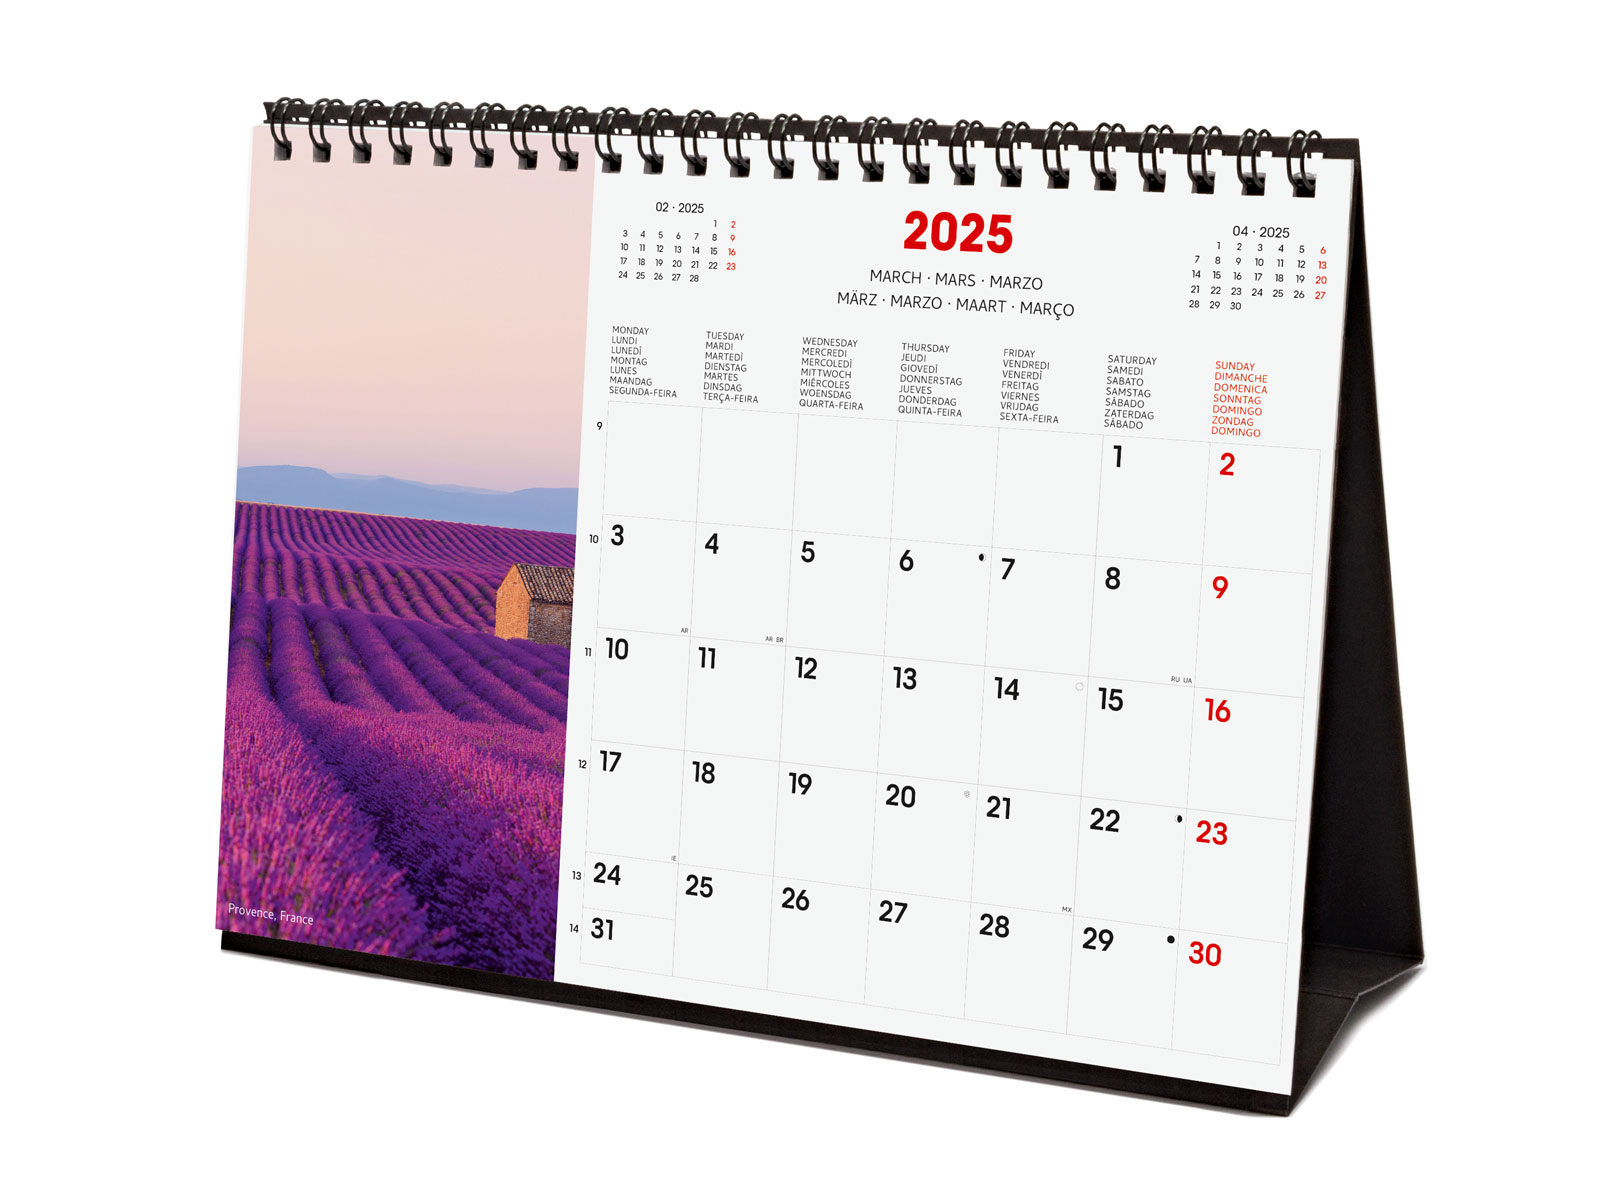 02 · 2025
1 2
3 4 5 6 7 8 9
10 11 12 13 14 15 16
17 18 19 20 21 22 23
24 25 26 27 28
2025
MARCH · MARS · MARZO
MÄRZ · MARZO · MAART · MARÇO
04 · 2025
1 2 3 4 5 6
7 8 9 10 11 12 13
14 15 16 17 18 19 20
21 22 23 24 25 26 27
28 29 30
MONDAY
LUNDI
LUNEDÌ
MONTAG
LUNES
MAANDAG
SEGUNDA-FEIRA
TUESDAY
MARDI
MARTEDÌ
DIENSTAG
MARTES
DINSDAG
TERÇA-FEIRA
WEDNESDAY
MERCREDI
MERCOLEDÌ
MITTWOCH
MIÉRCOLES
WOENSDAG
QUARTA-FEIRA
THURSDAY
JEUDI
GIOVEDÌ
DONNERSTAG
JUEVES
DONDERDAG
QUINTA-FEIRA
FRIDAY
VENDREDI
VENERDÌ
FREITAG
VIERNES
VRIJDAG
SEXTA-FEIRA
SATURDAY
SAMEDI
SABATO
SAMSTAG
SÁBADO
ZATERDAG
SÁBADO
SUNDAY
DIMANCHE
DOMENICA
SONNTAG
DOMINGO
ZONDAG
DOMINGO
9 1 2
10 3 4 5 6 7 8 9
AR AR BR RU UA
11 10 11 12 13 14 15 16
12 17 18 19 20 21 22 23
IE MX
13 24 25 26 27 28 29 30
14 31
Provence, France